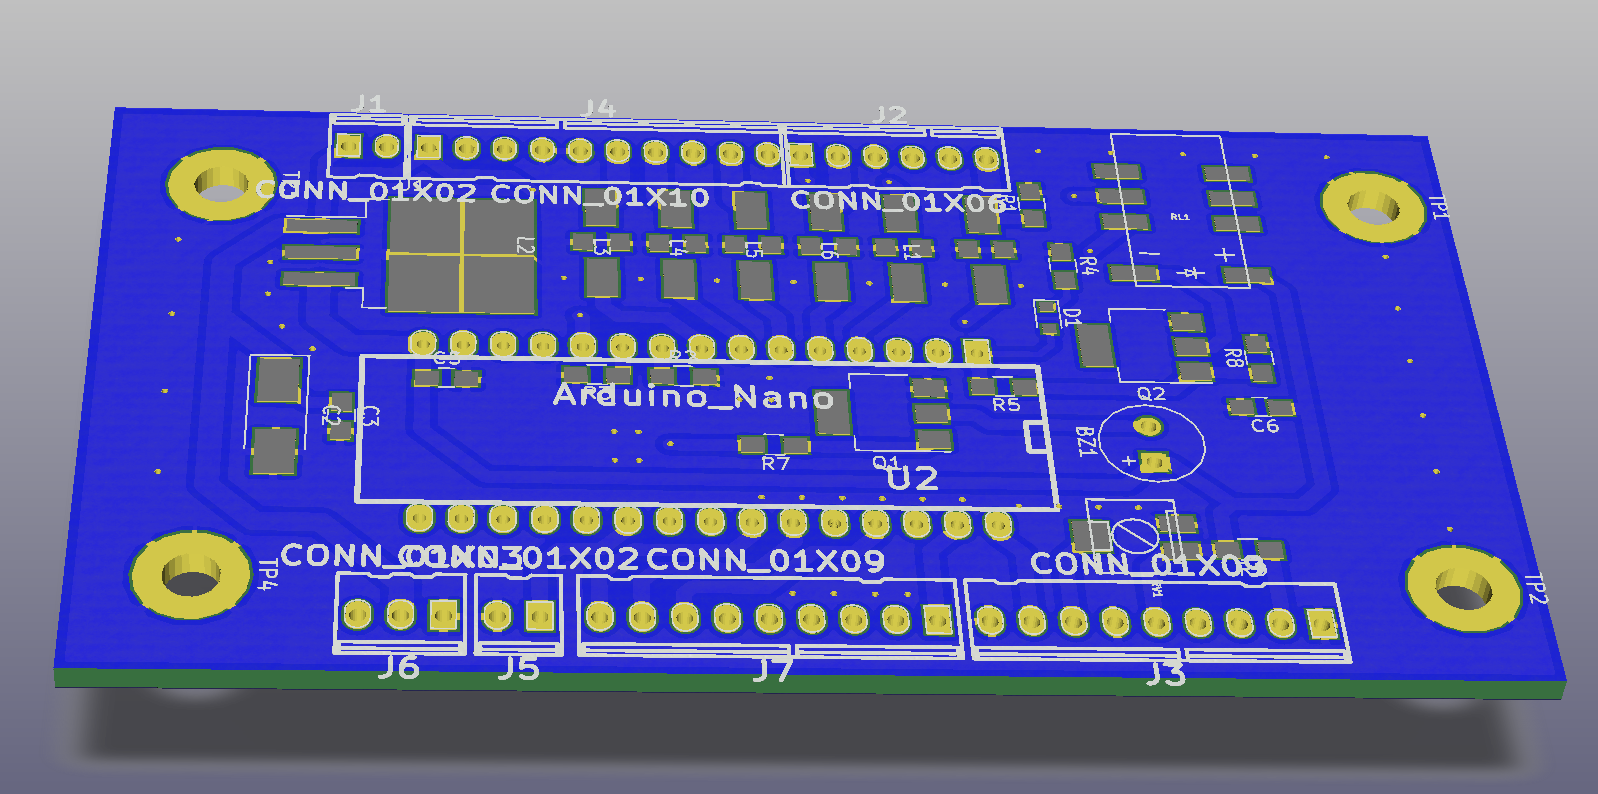 J1
J4
J2
CONN_01X02
CONN_01X10
CONN_01X06
TP1
RL1
L2
L3
L4
L5
L6
L1
R4
+
D1
R8
Q2
R5
C6
C2
C3
Arduino_Nano
BZ1
+
R7
Q1
U2
CONN_01X02
CONN_01X09
CONN_01X09
TP4
TP2
J6
J5
J7
J3